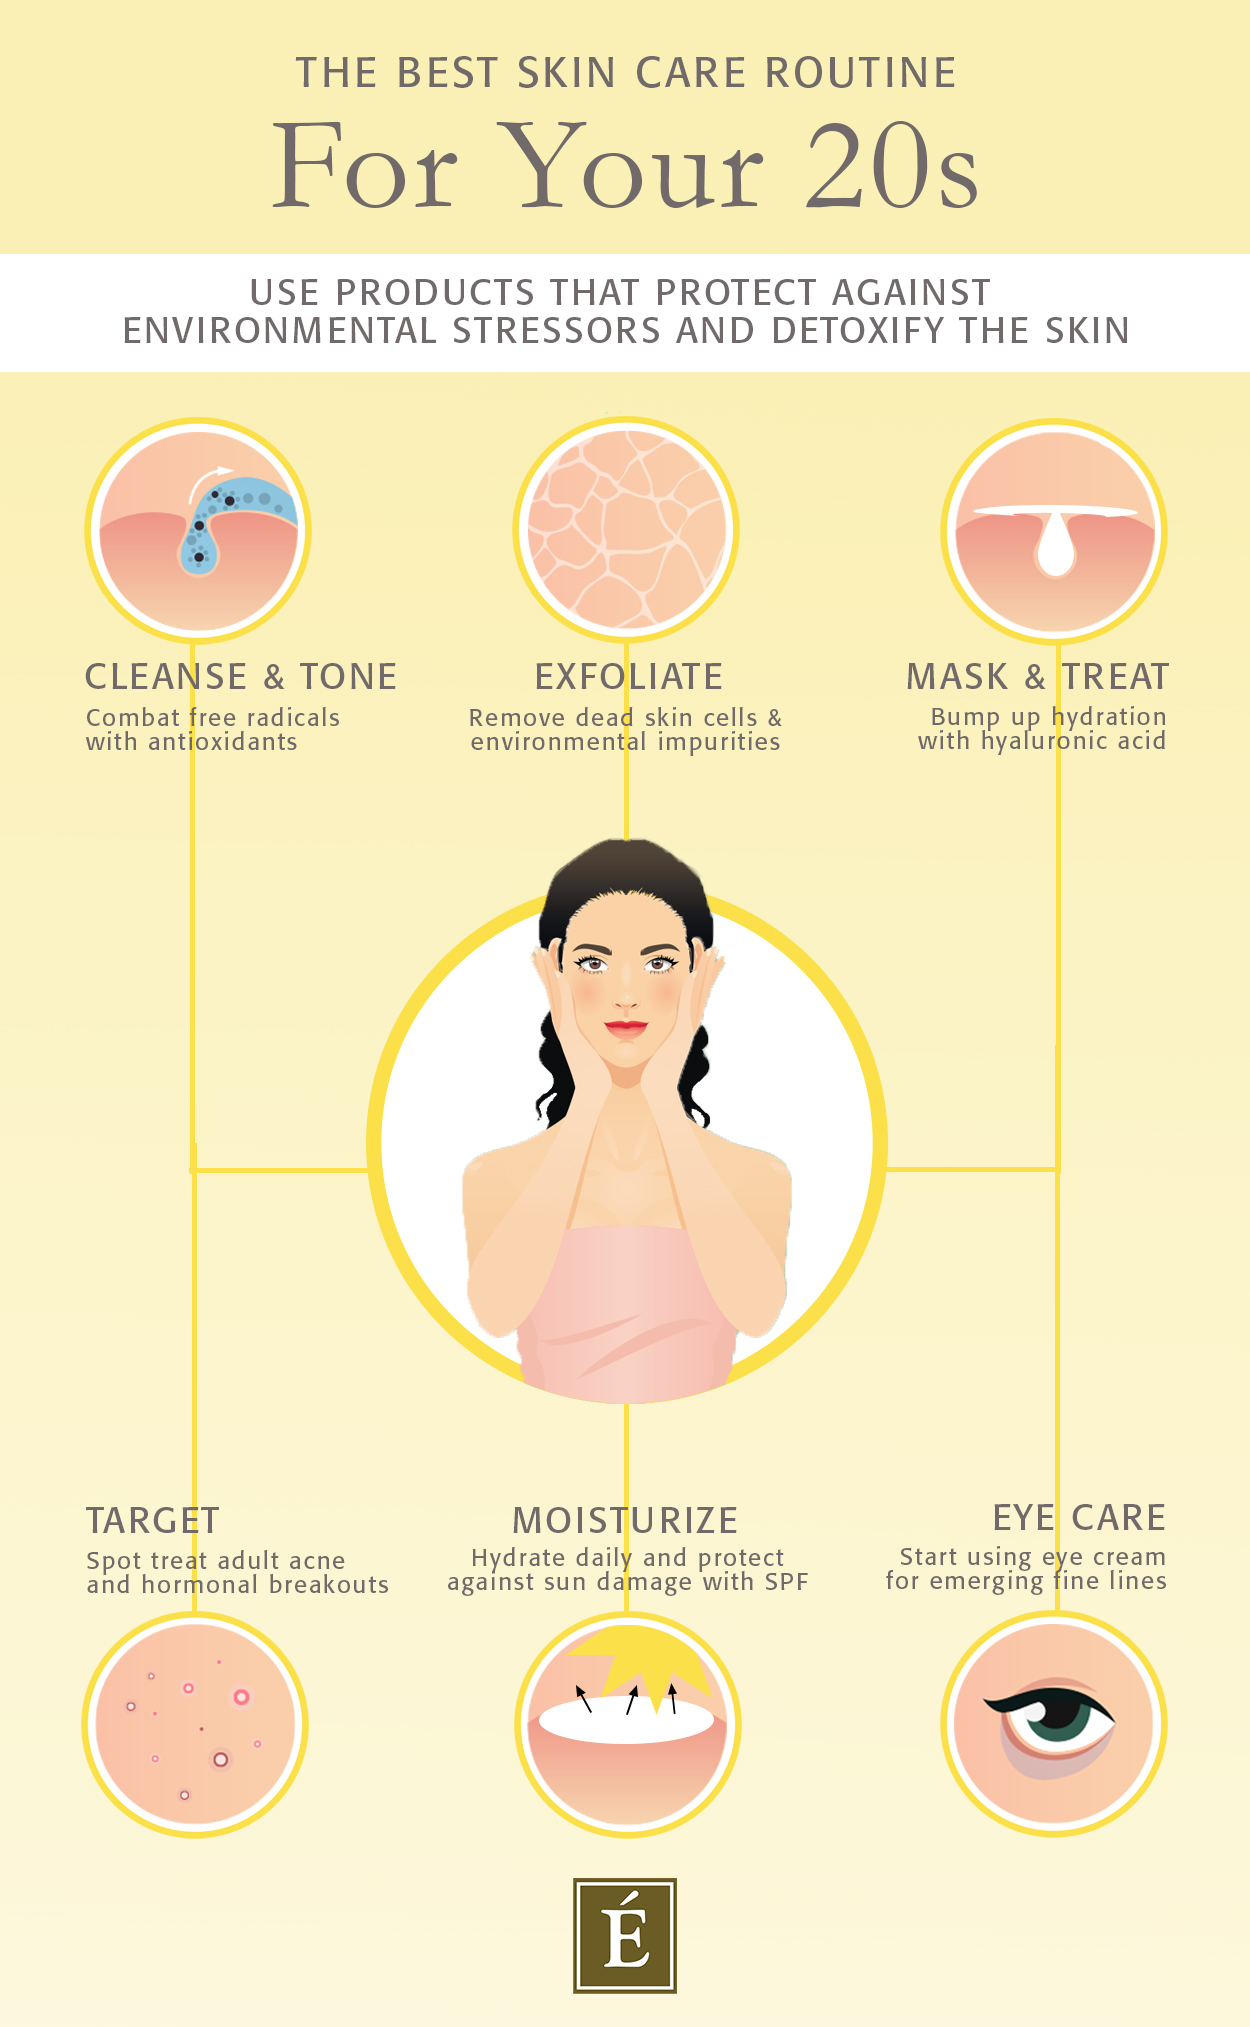 THE BEST SKIN CARE ROUTINE
For Your 20s
USE PRODUCTS THAT PROTECT AGAINST
ENVIRONMENTAL STRESSORS AND DETOXIFY THE SKIN
CLEANSE & TONE
Combat free radicals
with antioxidants
EXFOLIATE
Remove dead skin cells &
environmental impurities
MASK & TREAT
Bump up hydration
with hyaluronic acid
TARGET
Spot treat adult acne
and hormonal breakouts
MOISTURIZE
Hydrate daily and protect
against sun damage with SPF
EYE CARE
Start using eye cream
for emerging fine lines
É